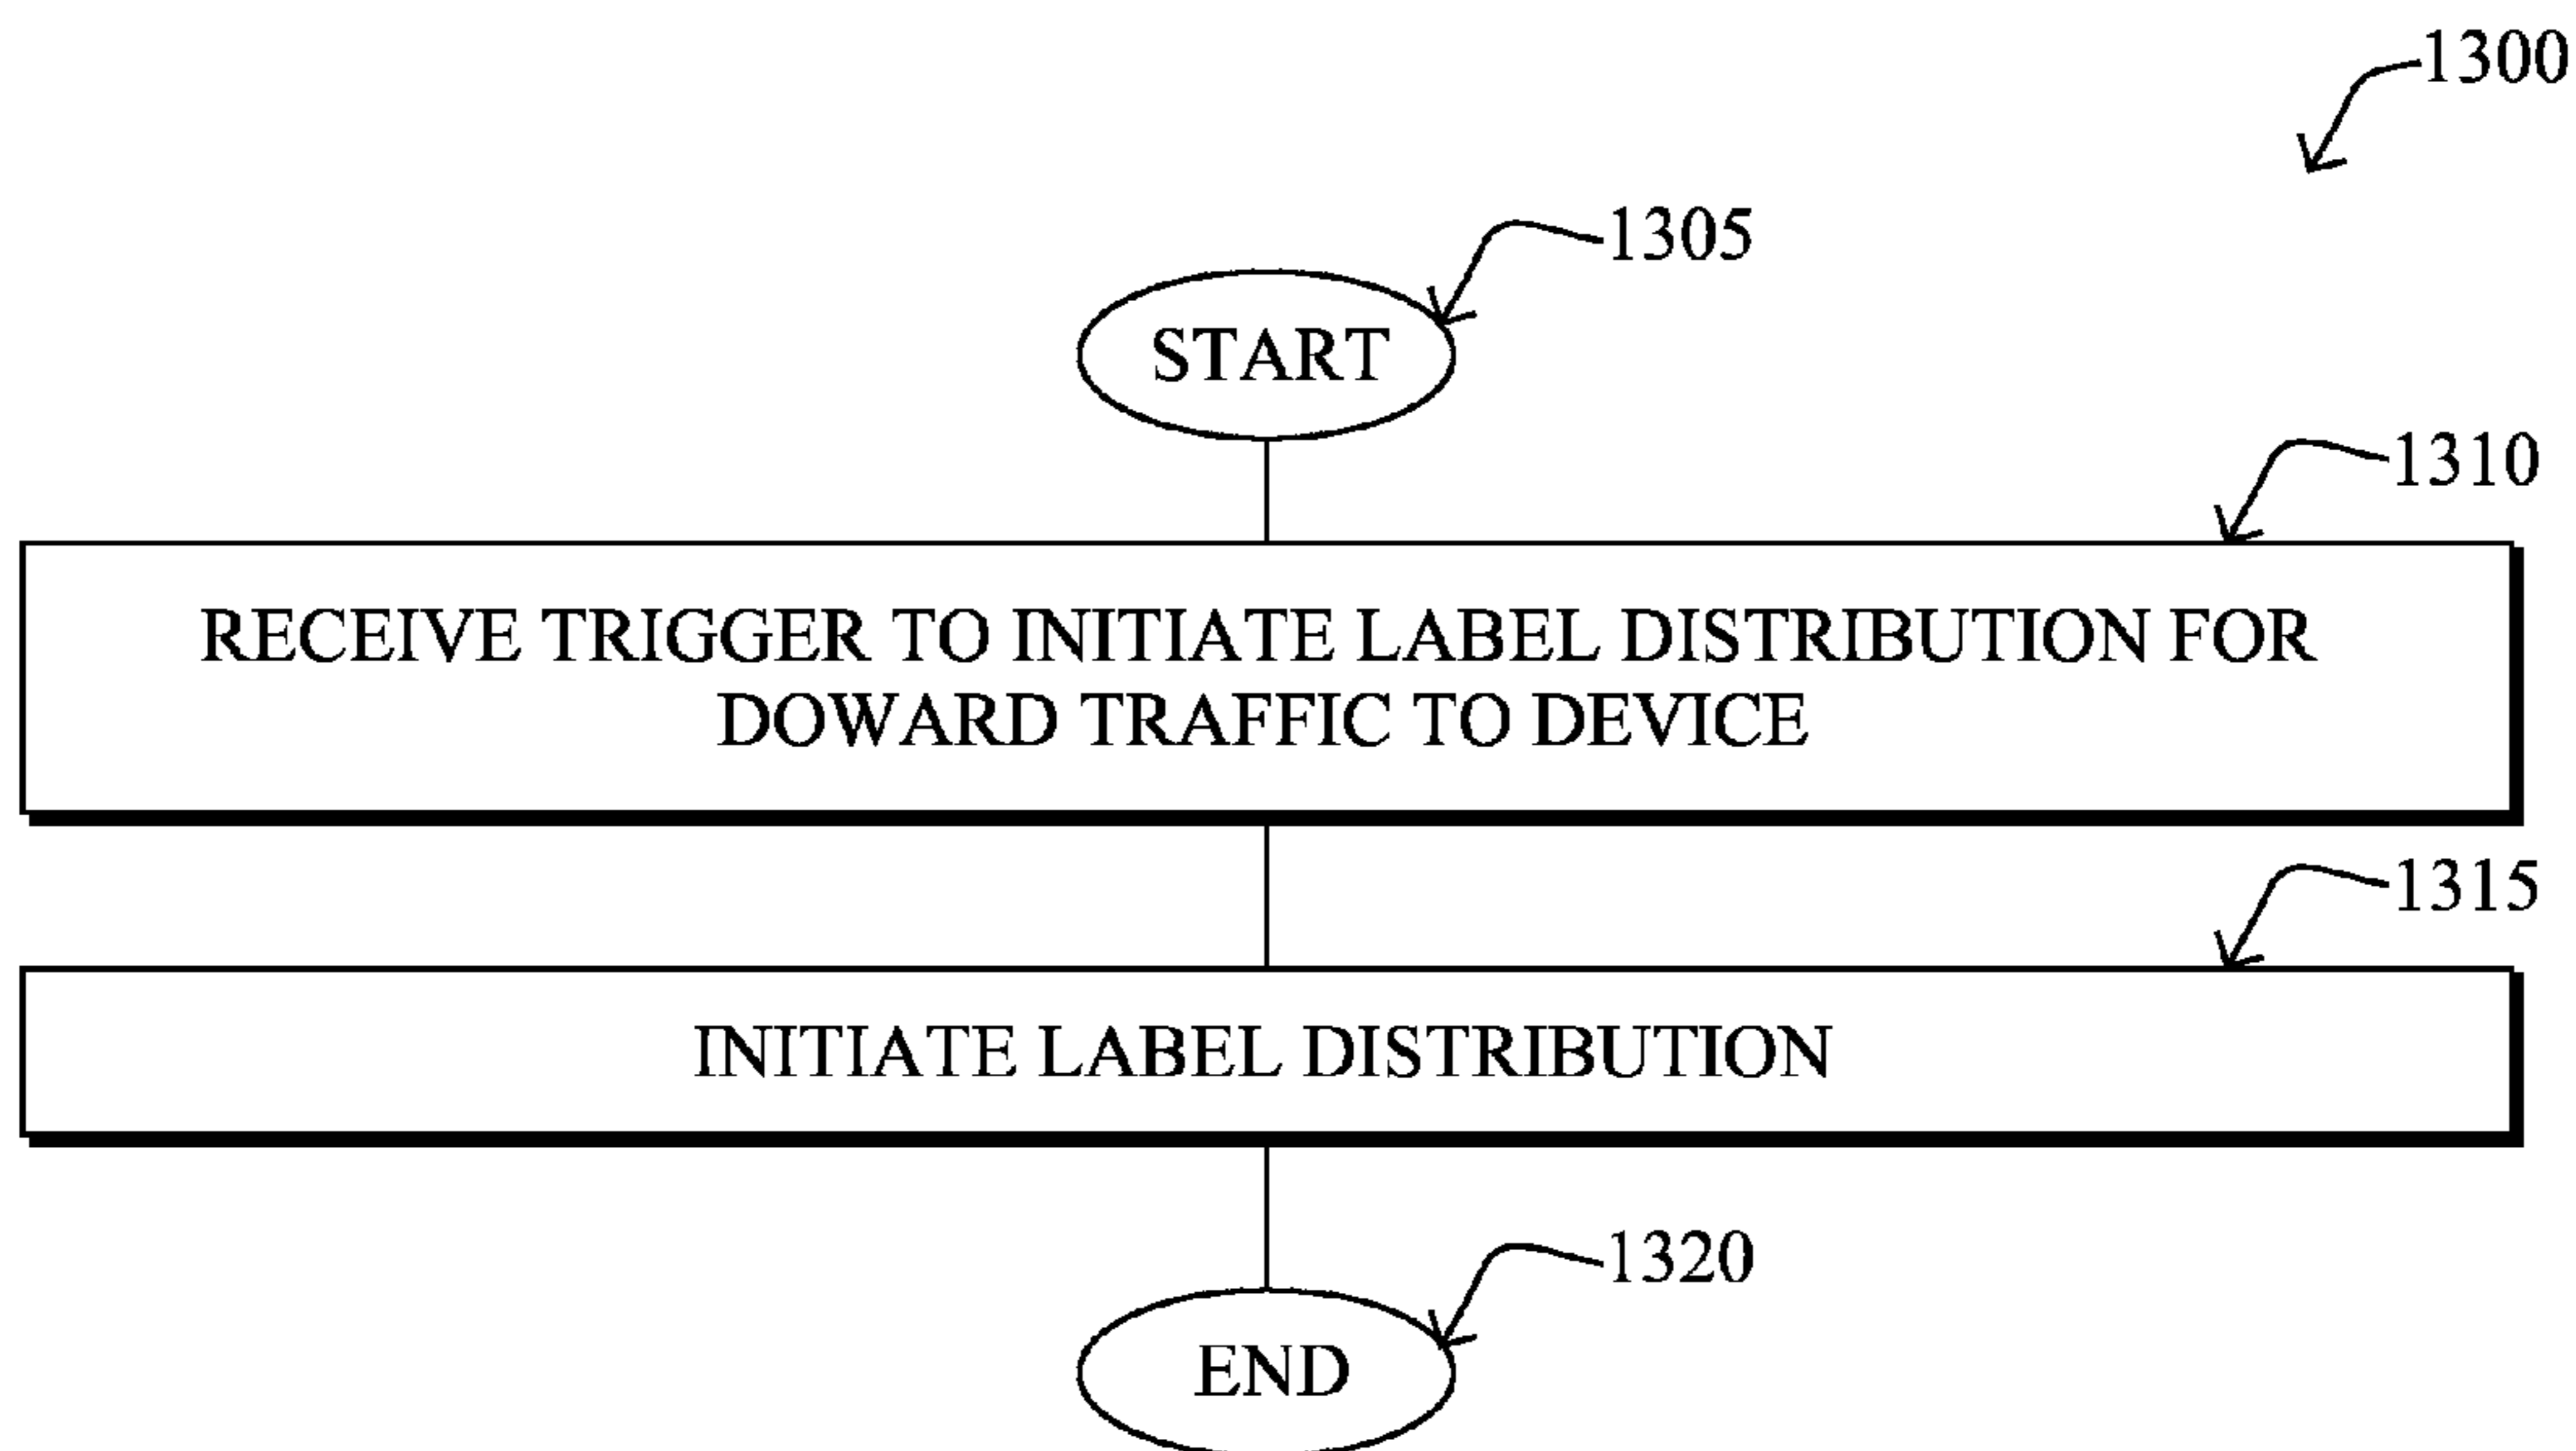 1300
1305
START
1310
RECEIVE TRIGGER TO INITIATE LABEL DISTRIBUTION FOR
DOWARD TRAFFIC TO DEVICE
1315
INITIATE LABEL DISTRIBUTION
1320
END